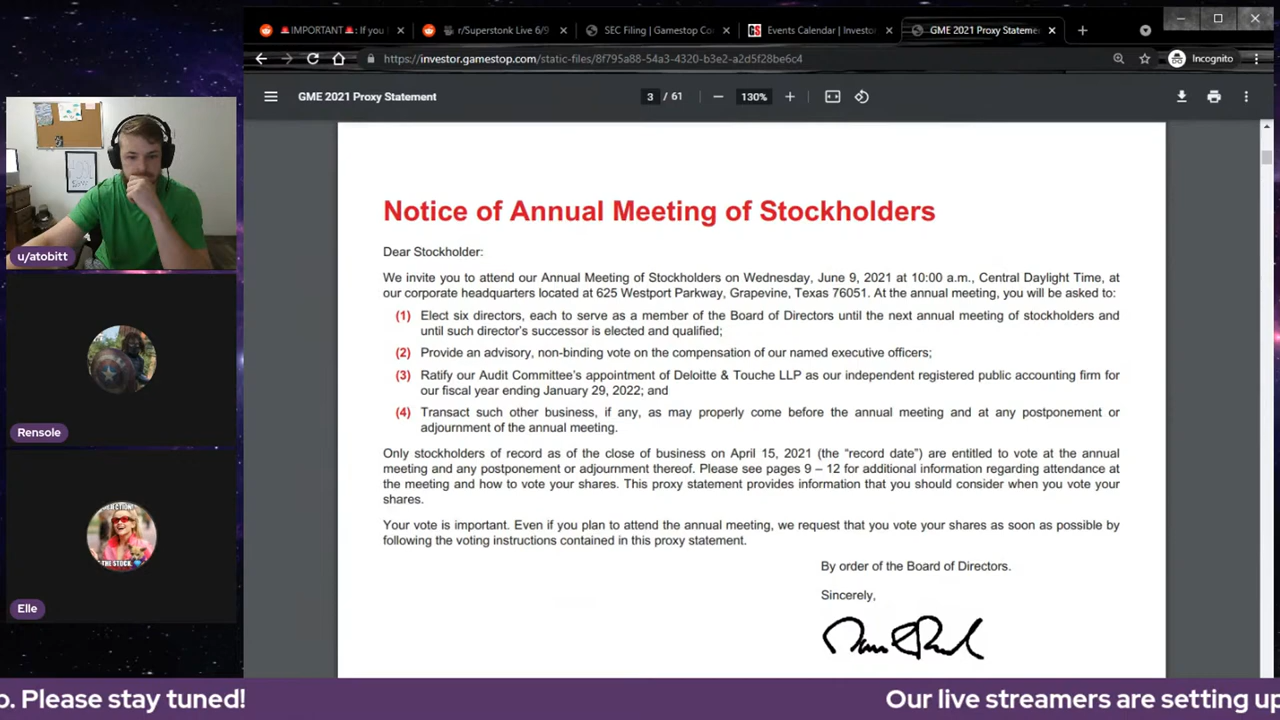 🚨IMPORTANT🚨: If you
r/Superstonk Live 6/9
SEC Filing | Gamestop Co
Events Calendar | Investor
GME 2021 Proxy Stateme
https://investor.gamestop.com/static-files/8f795a88-54a3-4320-b3e2-a2d5f28be6c4
Incognito
GME 2021 Proxy Statement
3 / 61
130%
Notice of Annual Meeting of Stockholders
Dear Stockholder:
We invite you to attend our Annual Meeting of Stockholders on Wednesday, June 9, 2021 at 10:00 a.m., Central Daylight Time, at
our corporate headquarters located at 625 Westport Parkway, Grapevine, Texas 76051. At the annual meeting, you will be asked to:
(1) Elect six directors, each to serve as a member of the Board of Directors until the next annual meeting of stockholders and
until such director's successor is elected and qualified;
(2) Provide an advisory, non-binding vote on the compensation of our named executive officers;
(3) Ratify our Audit Committee's appointment of Deloitte & Touche LLP as our independent registered public accounting firm for
our fiscal year ending January 29, 2022; and
(4) Transact such other business, if any, as may properly come before the annual meeting and at any postponement or
adjournment of the annual meeting.
Only stockholders of record as of the close of business on April 15, 2021 (the "record date") are entitled to vote at the annual
meeting and any postponement or adjournment thereof. Please see pages 9 – 12 for additional information regarding attendance at
the meeting and how to vote your shares. This proxy statement provides information that you should consider when you vote your
shares.
Your vote is important. Even if you plan to attend the annual meeting, we request that you vote your shares as soon as possible by
following the voting instructions contained in this proxy statement.
By order of the Board of Directors.
Sincerely,
u/atobitt
Rensole
THE STOCK.
Elle
o. Please stay tuned!
Our live streamers are setting up